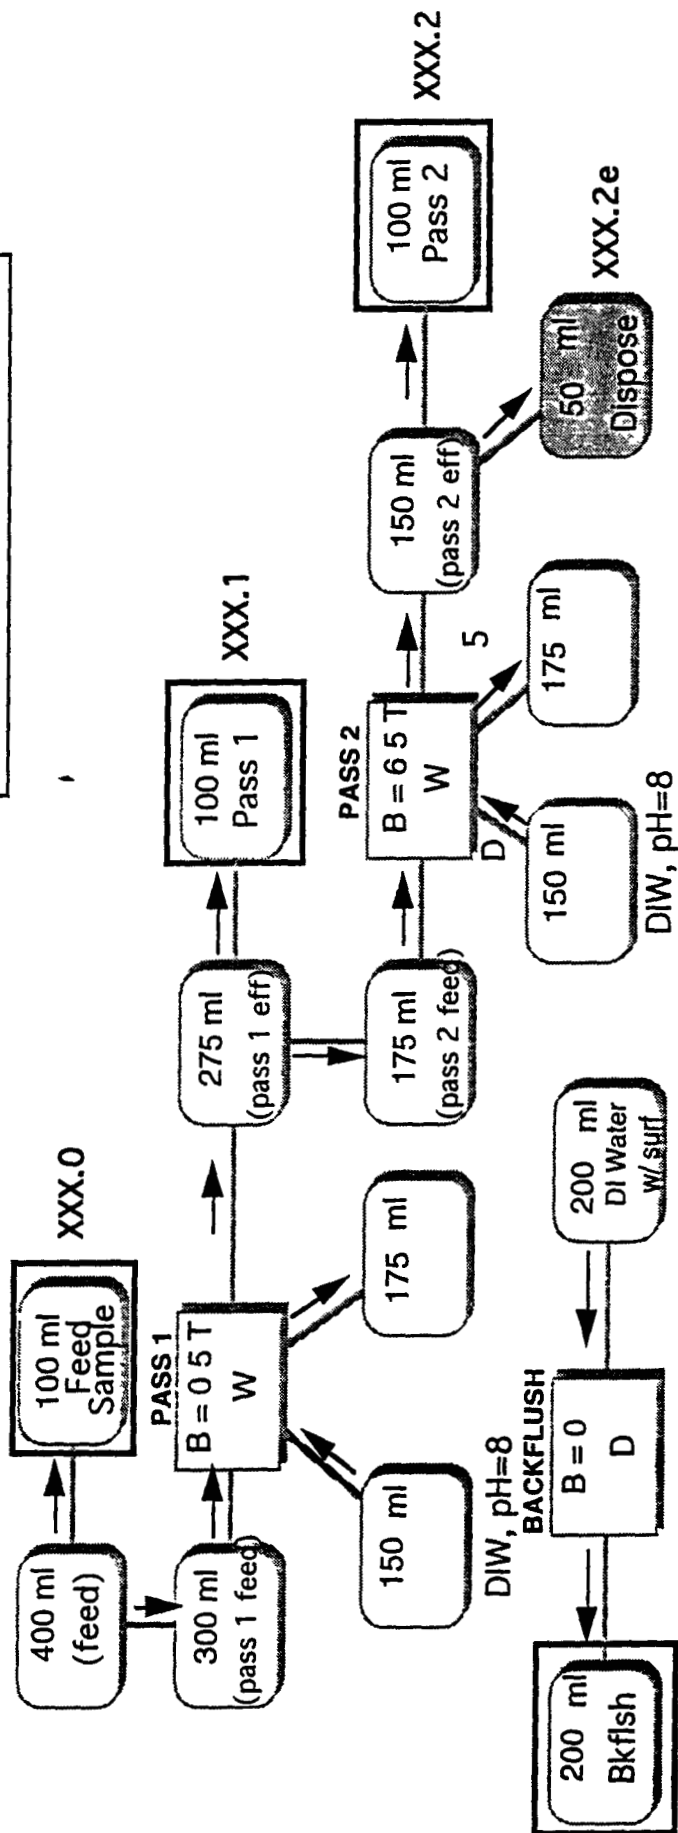 400 ml
(feed)
100 ml
Feed
Sample
XXX.0
300 ml
(pass 1 feed)
PASS 1
B = 0 5 T
W
150 ml
DIW, pH=8
175 ml
275 ml
(pass 1 eff)
100 ml
Pass 1
XXX.1
175 ml
(pass 2 feed)
PASS 2
B = 6 5 T
W
D
5
150 ml
DIW, pH=8
175 ml
150 ml
(pass 2 eff)
100 ml
Pass 2
XXX.2
50 ml
Dispose
XXX.2e
200 ml
Bkflsh
BACKFLUSH
B = 0
D
200 ml
DI Water
w/ surf